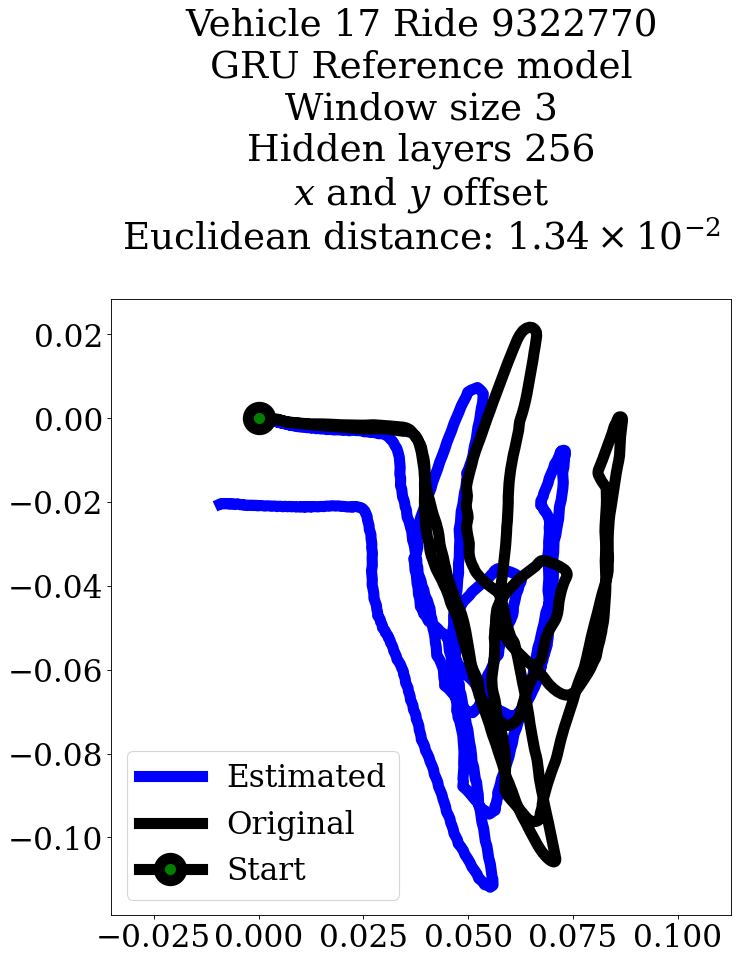 Vehicle 17 Ride 9322770
GRU Reference model
Window size 3
Hidden layers 256
x and y offset
Euclidean distance: 1.34 × 10⁻²
0.02
0.00
−0.02
−0.04
−0.06
−0.08
−0.10
Estimated
Original
Start
−0.025 0.000 0.025 0.050 0.075 0.100